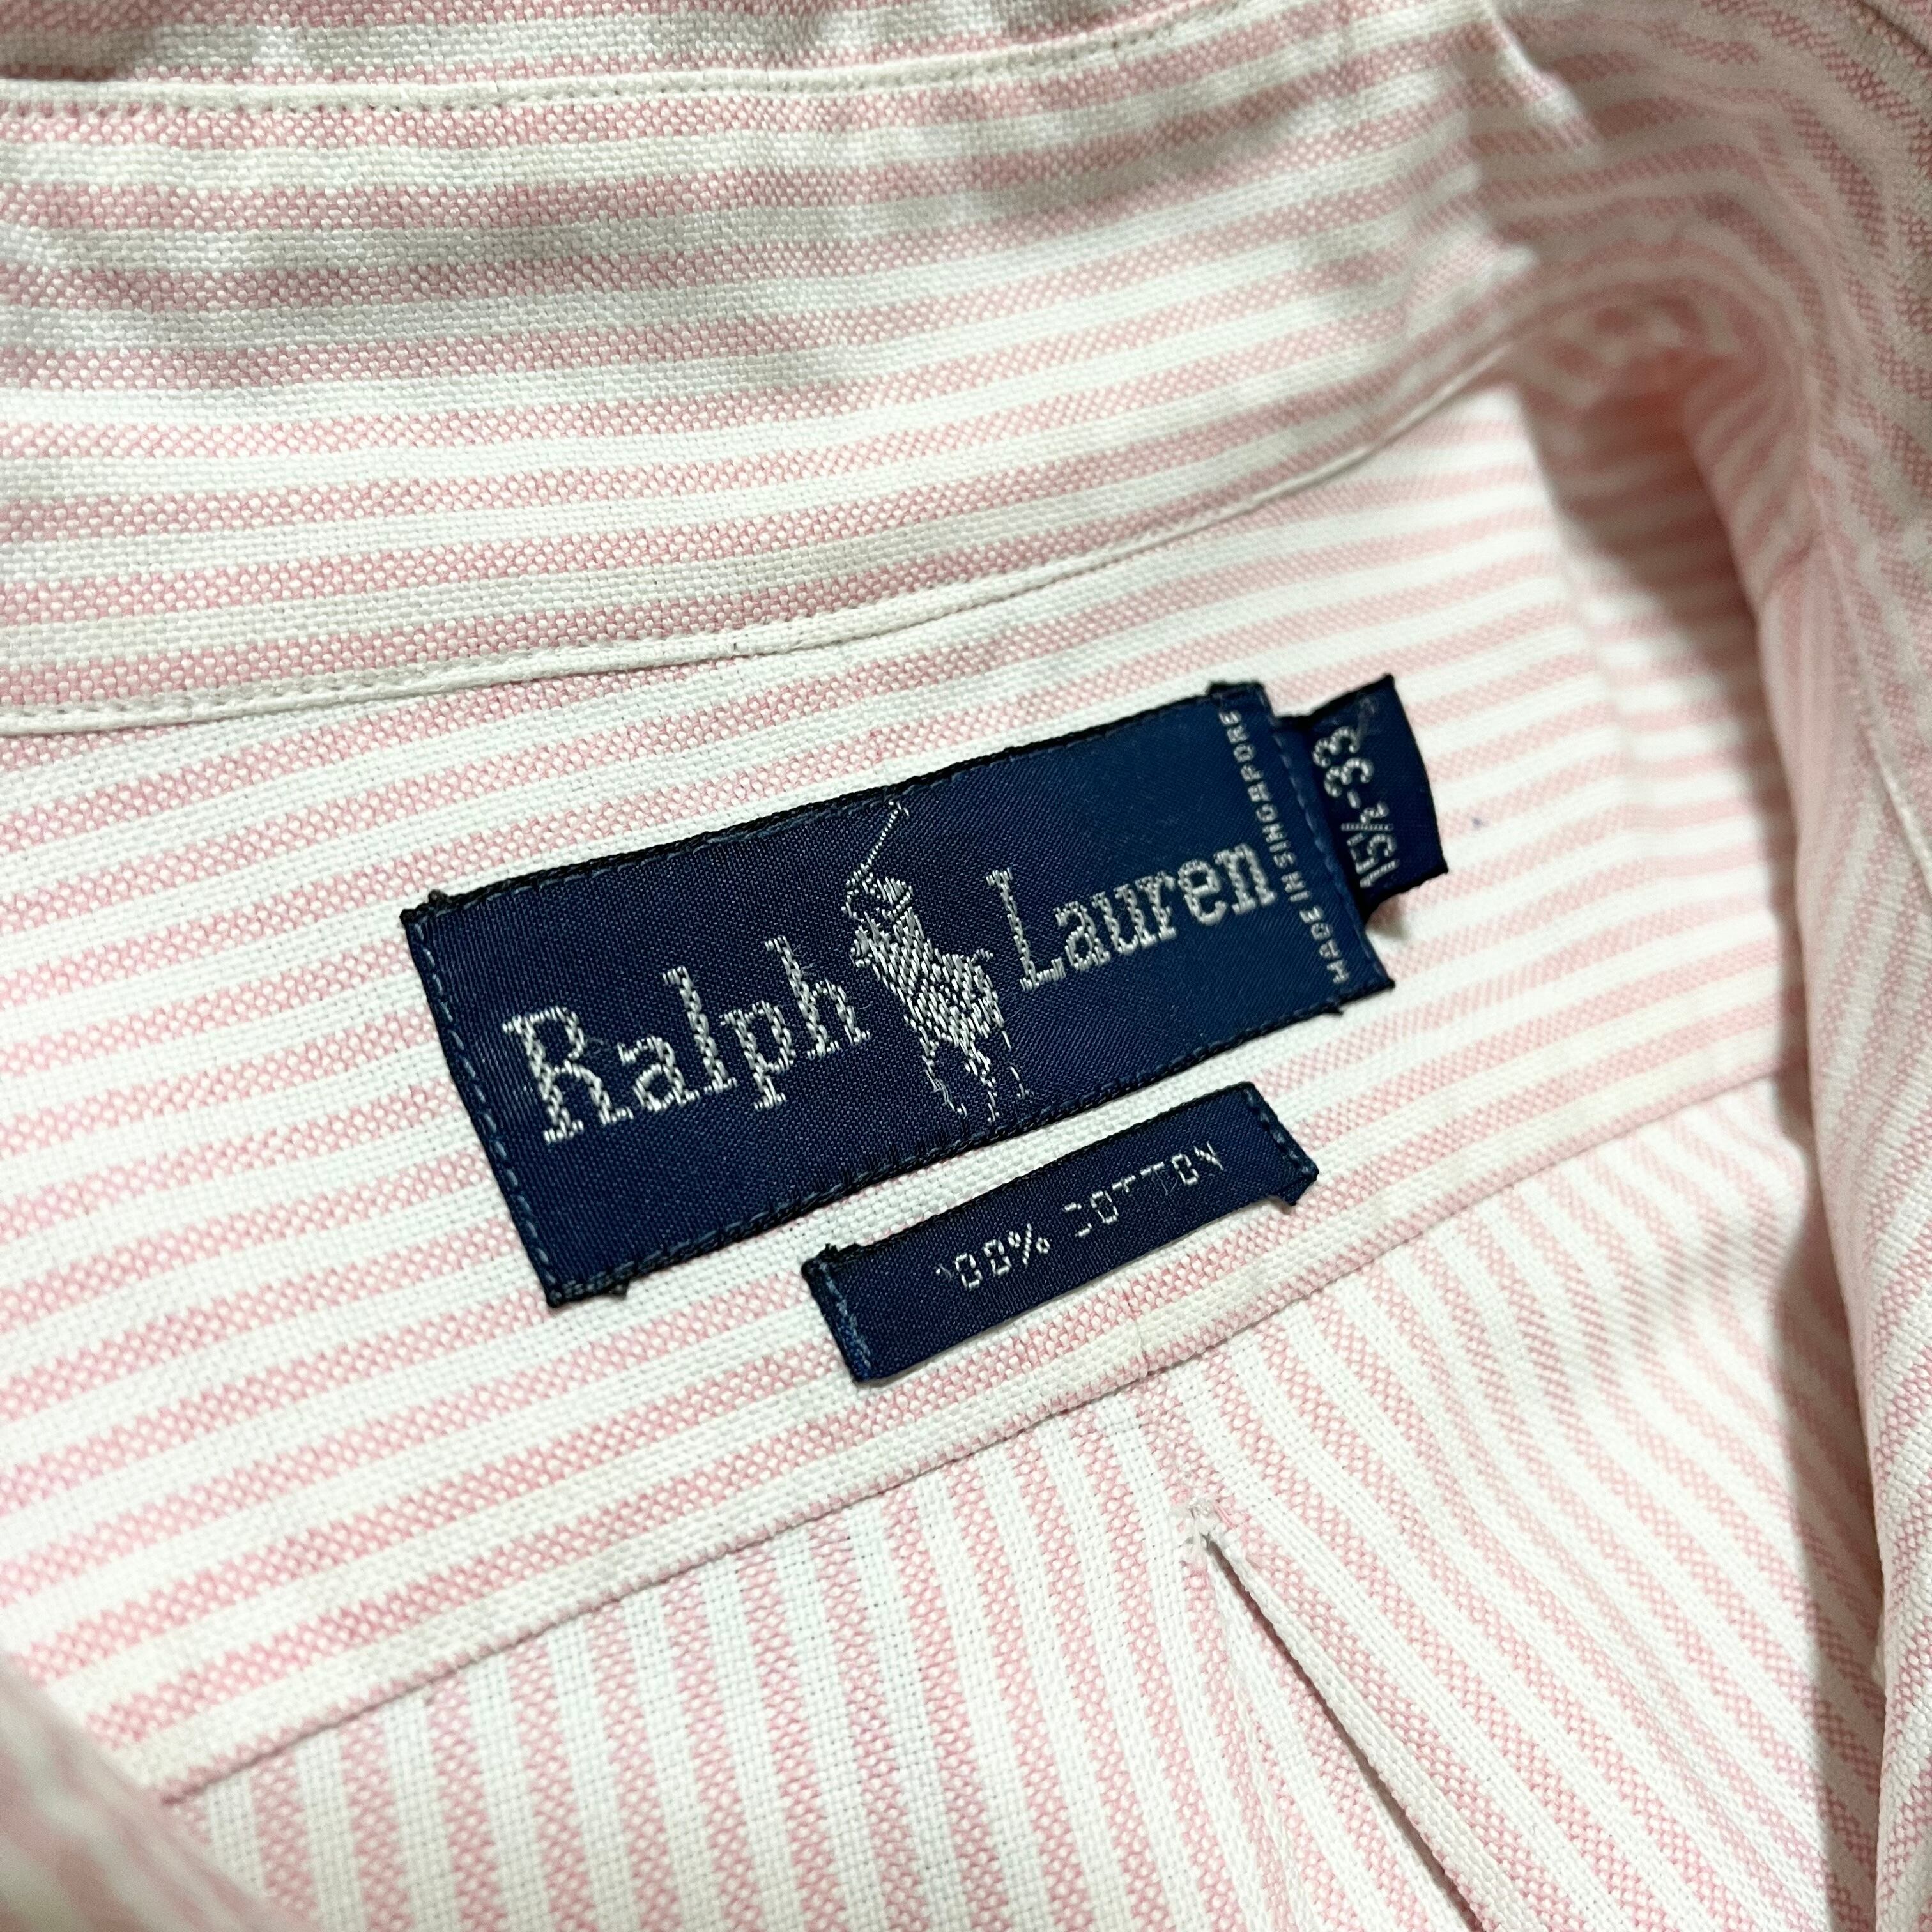 Ralph Lauren
MADE IN SINGAPORE
15½-33
100% COTTON